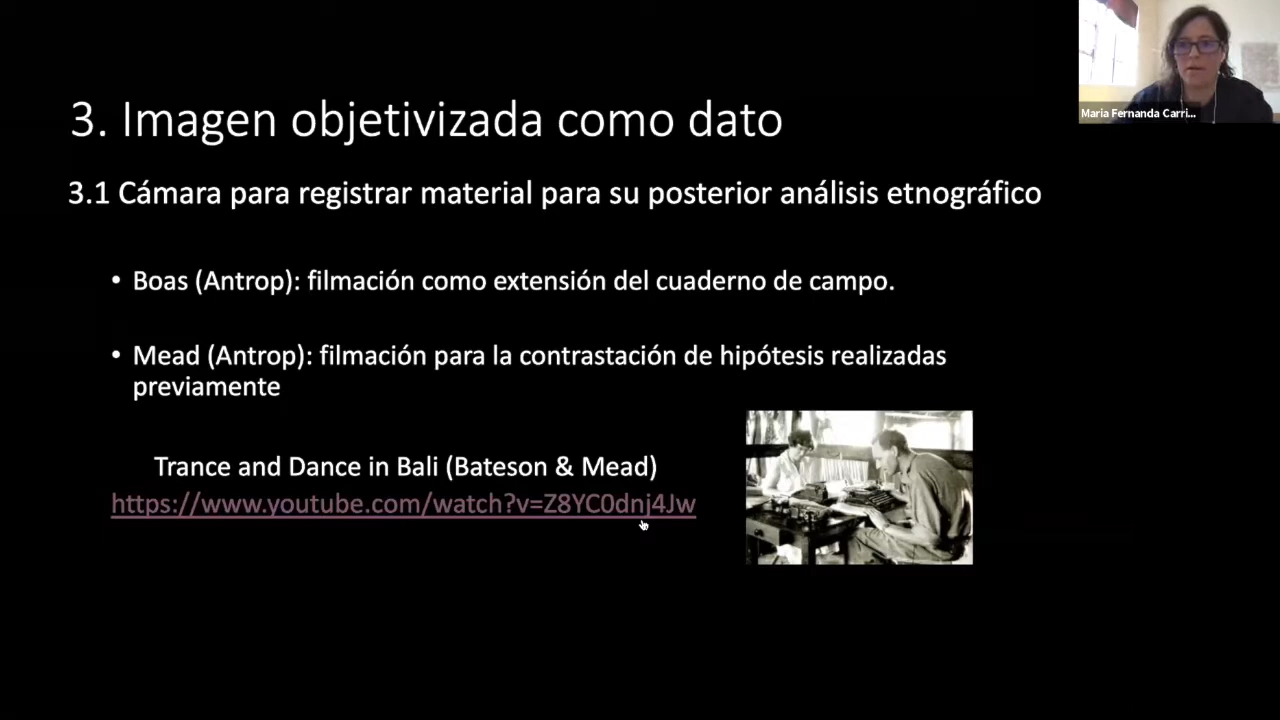 3. Imagen objetivizada como dato
Maria Fernanda Carri...
3.1 Cámara para registrar material para su posterior análisis etnográfico
• Boas (Antrop): filmación como extensión del cuaderno de campo.
• Mead (Antrop): filmación para la contrastación de hipótesis realizadas
previamente
Trance and Dance in Bali (Bateson & Mead)
https://www.youtube.com/watch?v=Z8YC0dnj4Jw